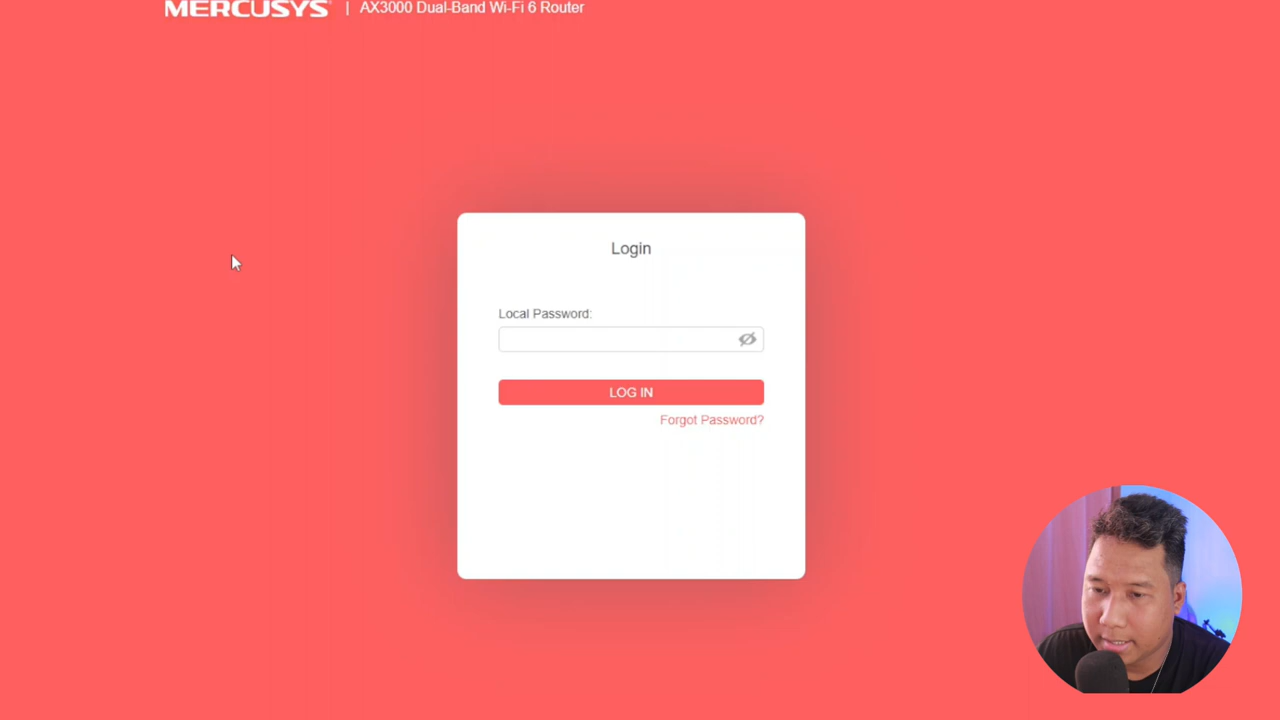 MERCUSYS | AX3000 Dual-Band Wi-Fi 6 Router
Login
Local Password:
LOG IN
Forgot Password?